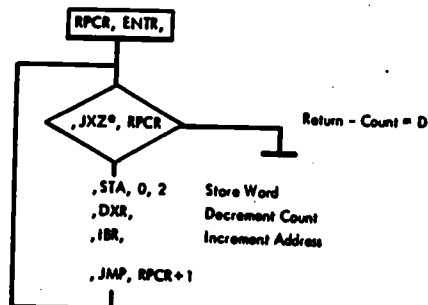 RPCR, ENTR,
, JXZ*, RPCR
Return - Count = D
, STA, 0, 2 Store Word
, DXR, Decrement Count
, IBR, Increment Address
, JMP, RPCR+1